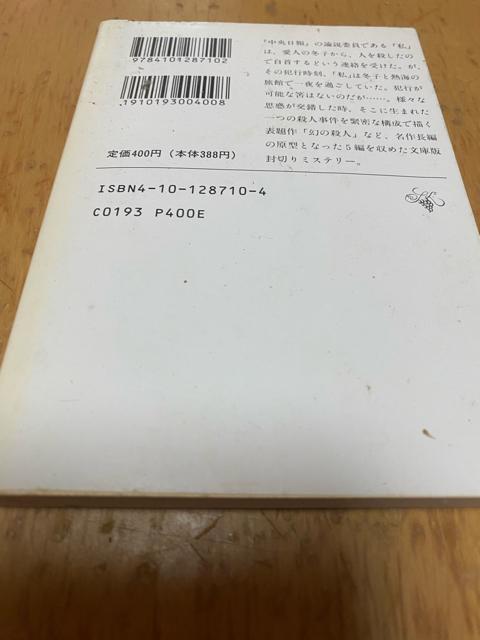 9784101287102
1910193004008
定価400円（本体388円）
『中央日報』の論説委員である「私」
は、愛人の冬子から、人を殺したの
で自首するという連絡を受けた。が、
その犯行時刻、「私」は冬子と熱海の
旅館で一夜を過ごしていた。犯行が
可能な筈はないのだが……。様々な
思惑が交錯した時、そこに生まれた
一つの殺人事件を緊密な構成で描く
表題作「幻の殺人」など、名作長編
の原型となった5編を収めた文庫版
封切りミステリー。
ISBN4-10-128710-4
C0193 P400E